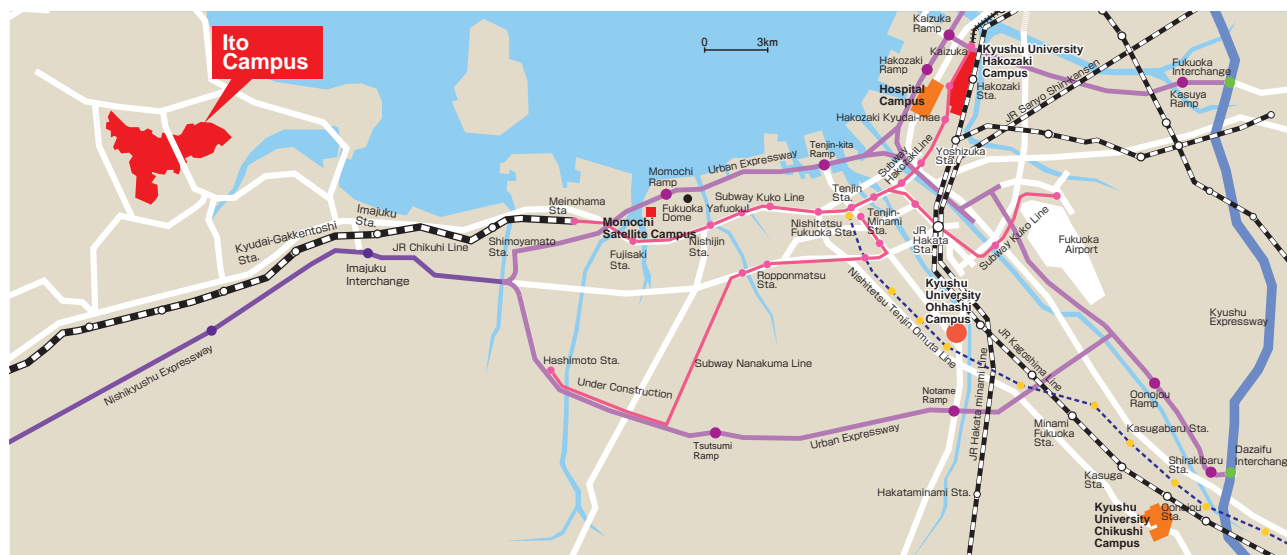 Ito
Campus
0 3km
Kaizuka
Ramp
Kaizuka
Kyushu University
Hakozaki
Campus
Hakozaki
Ramp
Hospital
Campus
Hakozaki
Sta.
Hakozaki Kyudai-mae
JR Sanyo Shin-kansen
Fukuoka
Interchange
Kasuya
Ramp
Subway
HakozakiLine
Yoshizuka
Sta.
Tenjin-kita
Ramp
Urban Expressway
Momochi
Ramp
Fukuoka
Dome
Yafuoku!
Subway Kuko Line
Tenjin
Sta.
Tenjin-
Minami Sta.
Nishitetsu
Fukuoka Sta.
Meinohama
Sta
Momochi
Satellite Campus
Nishijin
Sta.
Fujisaki
Sta.
Shimoyamato
Sta.
Imajuku
Sta.
Kyudai-Gakkentoshi
Sta.
JR Chikuhi Line
Imajuku
Interchange
JR
Hakata
Sta.
Subway Kuko Line
Fukuoka
Airport
Ropponmatsu
Sta.
Kyushu
University
Ohhashi
Campus
Nishitetsu Tenjin Omuta Line
Kyushu
Expressway
Nishikyushu Expressway
Hashimoto Sta.
Under Construction
Subway Nanakuma Line
JR Kagoshima Line
JR Hakata minami Line
Notame
Ramp
Oonojou
Ramp
Tsutsumi
Ramp
Urban Expressway
Minami
Fukuoka
Sta.
Kasugabaru Sta.
Kasuga
Sta.
Shirakibaru
Sta.
Dazaifu
Interchang
Hakataminami Sta.
Kyushu
University
Chikushi
Campus
Oonojou
Sta.